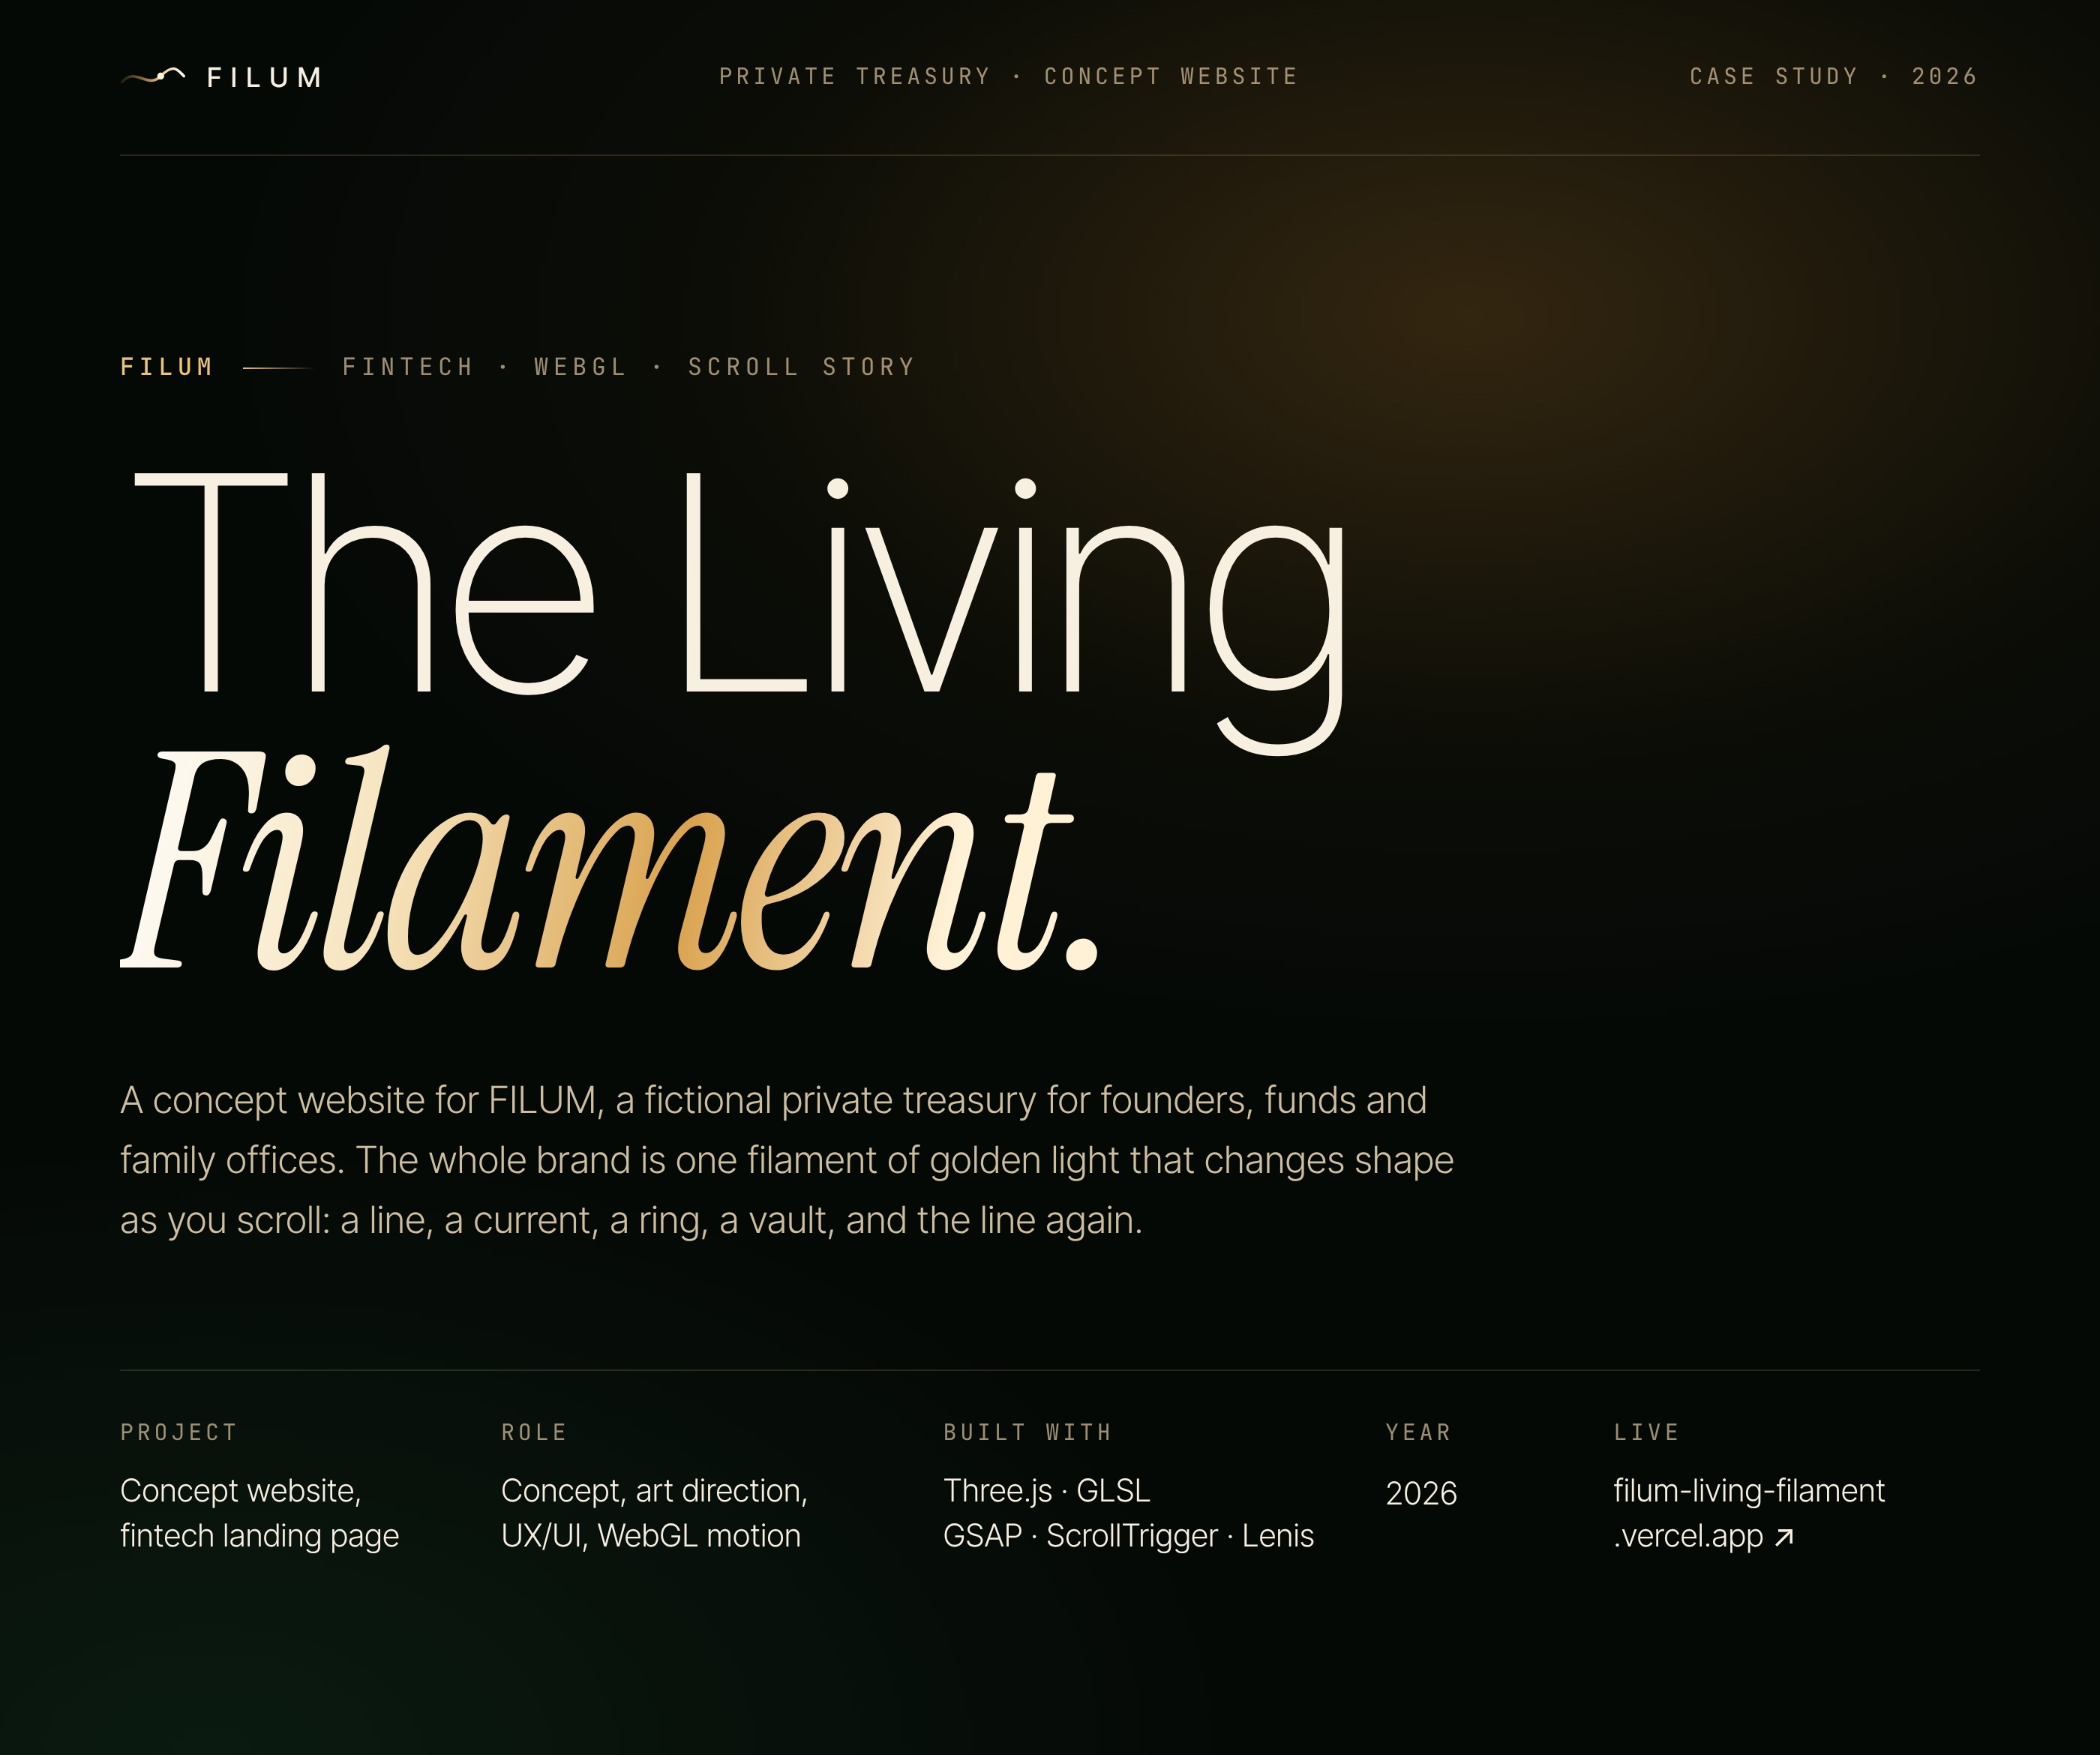 FILUM
PRIVATE TREASURY · CONCEPT WEBSITE
CASE STUDY · 2026
FILUM
FINTECH · WEBGL · SCROLL STORY
The Living
Filament.
A concept website for FILUM, a fictional private treasury for founders, funds and
family offices. The whole brand is one filament of golden light that changes shape
as you scroll: a line, a current, a ring, a vault, and the line again.
PROJECT
Concept website,
fintech landing page
ROLE
Concept, art direction,
UX/UI, WebGL motion
BUILT WITH
Three.js · GLSL
GSAP · ScrollTrigger · Lenis
YEAR
2026
LIVE
filum-living-filament
.vercel.app ↗